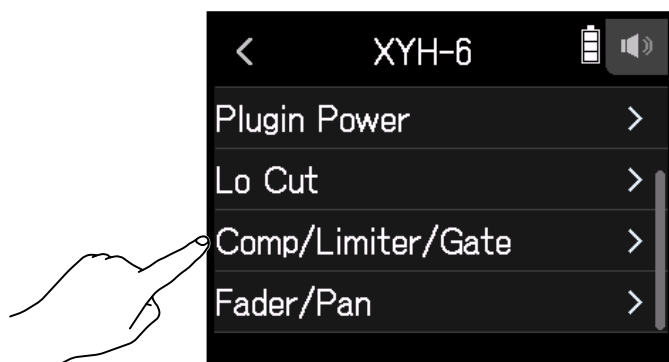 XYH-6
Plugin Power
Lo Cut
Comp/Limiter/Gate
Fader/Pan